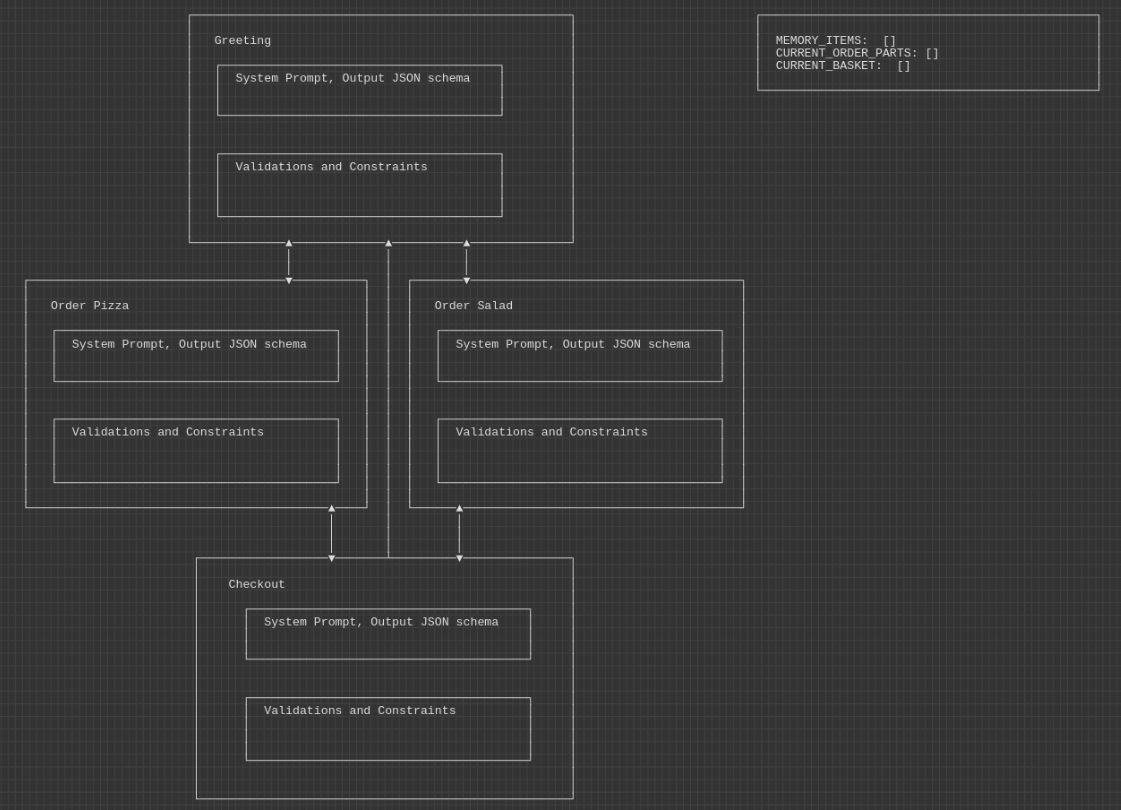 Greeting
System Prompt, Output JSON schema
Validations and Constraints
MEMORY_ITEMS:  []
CURRENT_ORDER_PARTS: []
CURRENT_BASKET:  []
Order Pizza
System Prompt, Output JSON schema
Validations and Constraints
Order Salad
System Prompt, Output JSON schema
Validations and Constraints
Checkout
System Prompt, Output JSON schema
Validations and Constraints